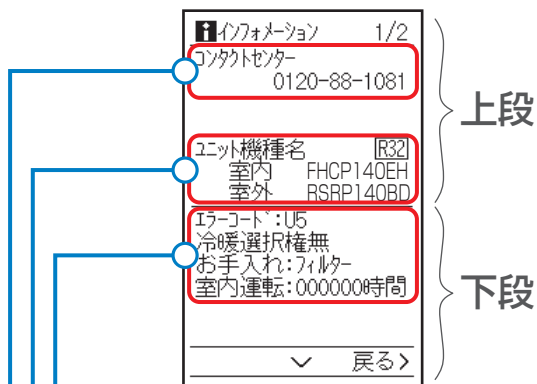 iインフォメーション 1/2
コンタクトセンター
0120-88-1081
上段
ユニット機種名 R32
室内 FHCP140EH
室外 RSRP140BD
エラーコード:U5
冷暖選択権無
お手入れ:フィルター
下段
室内運転:000000時間
戻る